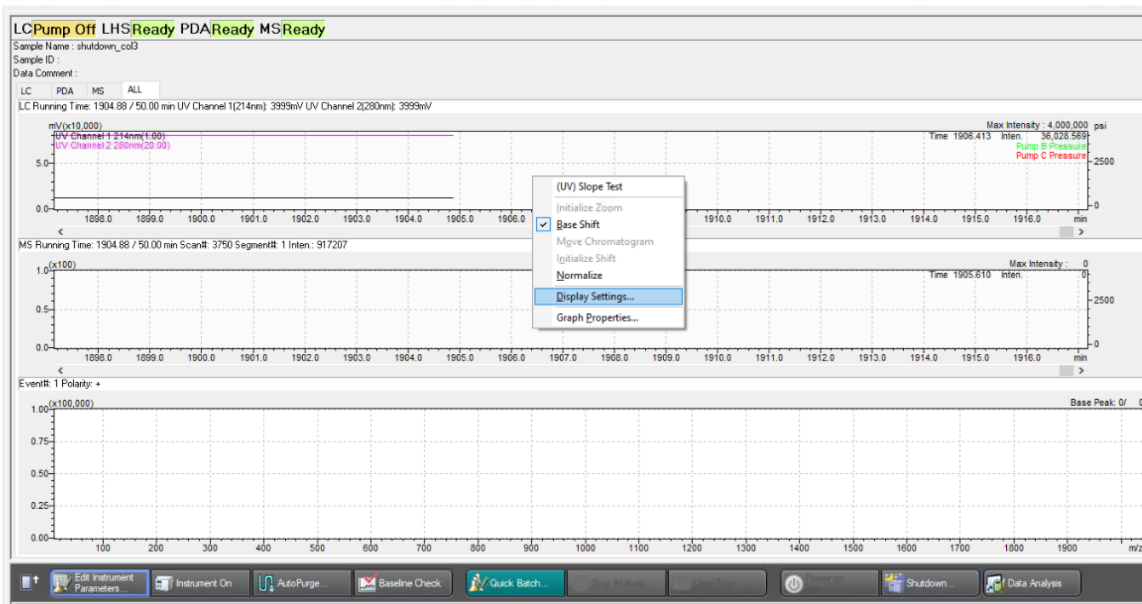 LC Pump Off LHS Ready PDA Ready MS Ready
Sample Name : shutdown_col3
Sample ID :
Data Comment :
LC PDA MS ALL
LC Running Time: 1904.88 / 50.00 min UV Channel 1(214nm): 3999mV UV Channel 2(280nm): 3999mV
mV(x10,000) Max Intensity : 4,000,000 psi
UV Channel 1 214nm(1.00) Time 1906.413 Inten. 36,028.569
UV Channel 2 280nm(20.00) Pump B Pressure
Pump C Pressure
5.0 2500
0.0 0
1898.0 1899.0 1900.0 1901.0 1902.0 1903.0 1904.0 1905.0 1906.0 1910.0 1911.0 1912.0 1913.0 1914.0 1915.0 1916.0 min
(UV) Slope Test
Initialize Zoom
Base Shift
Move Chromatogram
Initialize Shift
Normalize
Display Settings...
Graph Properties...
MS Running Time: 1904.88 / 50.00 min Scan#: 3750 Segment#: 1 Inten.: 917207
(x100) Max Intensity : 0
1.0 Time 1905.610 Inten. 0
0.5 2500
0.0 0
1898.0 1899.0 1900.0 1901.0 1902.0 1903.0 1904.0 1905.0 1906.0 1907.0 1908.0 1909.0 1910.0 1911.0 1912.0 1913.0 1914.0 1915.0 1916.0 min
Event#: 1 Polarity: +
(x100,000) Base Peak: 0/ 0
1.00
0.75
0.50
0.25
0.00
100 200 300 400 500 600 700 800 900 1000 1100 1200 1300 1400 1500 1600 1700 1800 1900 m/z
Edit Instrument Parameters... Instrument On AutoPurge... Baseline Check Quick Batch... Shutdown... Data Analysis